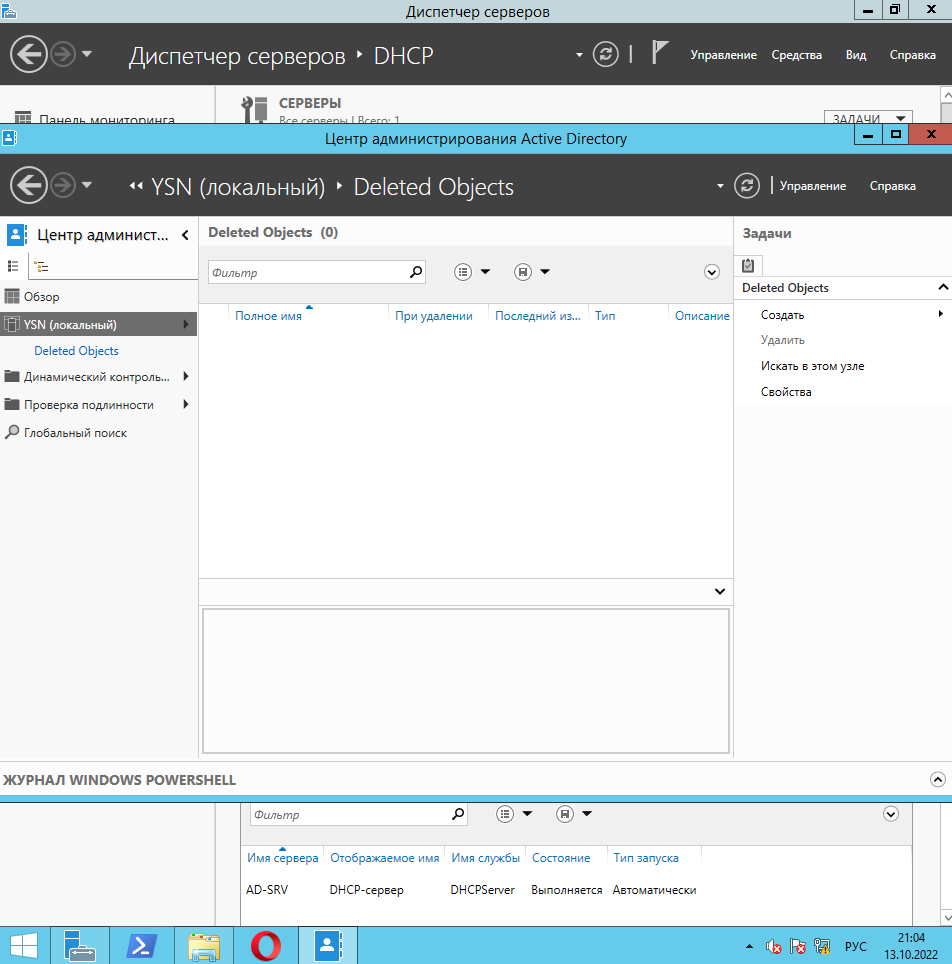 Диспетчер серверов
Диспетчер серверов DHCP
Управление Средства Вид Справка
Панель мониторинга
СЕРВЕРЫ
Все серверы | Всего: 1
ЗАДАЧИ
Центр администрирования Active Directory
YSN (локальный) Deleted Objects
Управление Справка
Центр админист...
Обзор
YSN (локальный)
Deleted Objects
Динамический контроль...
Проверка подлинности
Глобальный поиск
Deleted Objects (0)
Фильтр
Полное имя При удалении Последний из... Тип Описание
Задачи
Deleted Objects
Создать
Удалить
Искать в этом узле
Свойства
ЖУРНАЛ WINDOWS POWERSHELL
Фильтр
Имя сервера Отображаемое имя Имя службы Состояние Тип запуска
AD-SRV DHCP-сервер DHCPServer Выполняется Автоматически
РУС
21:04
13.10.2022